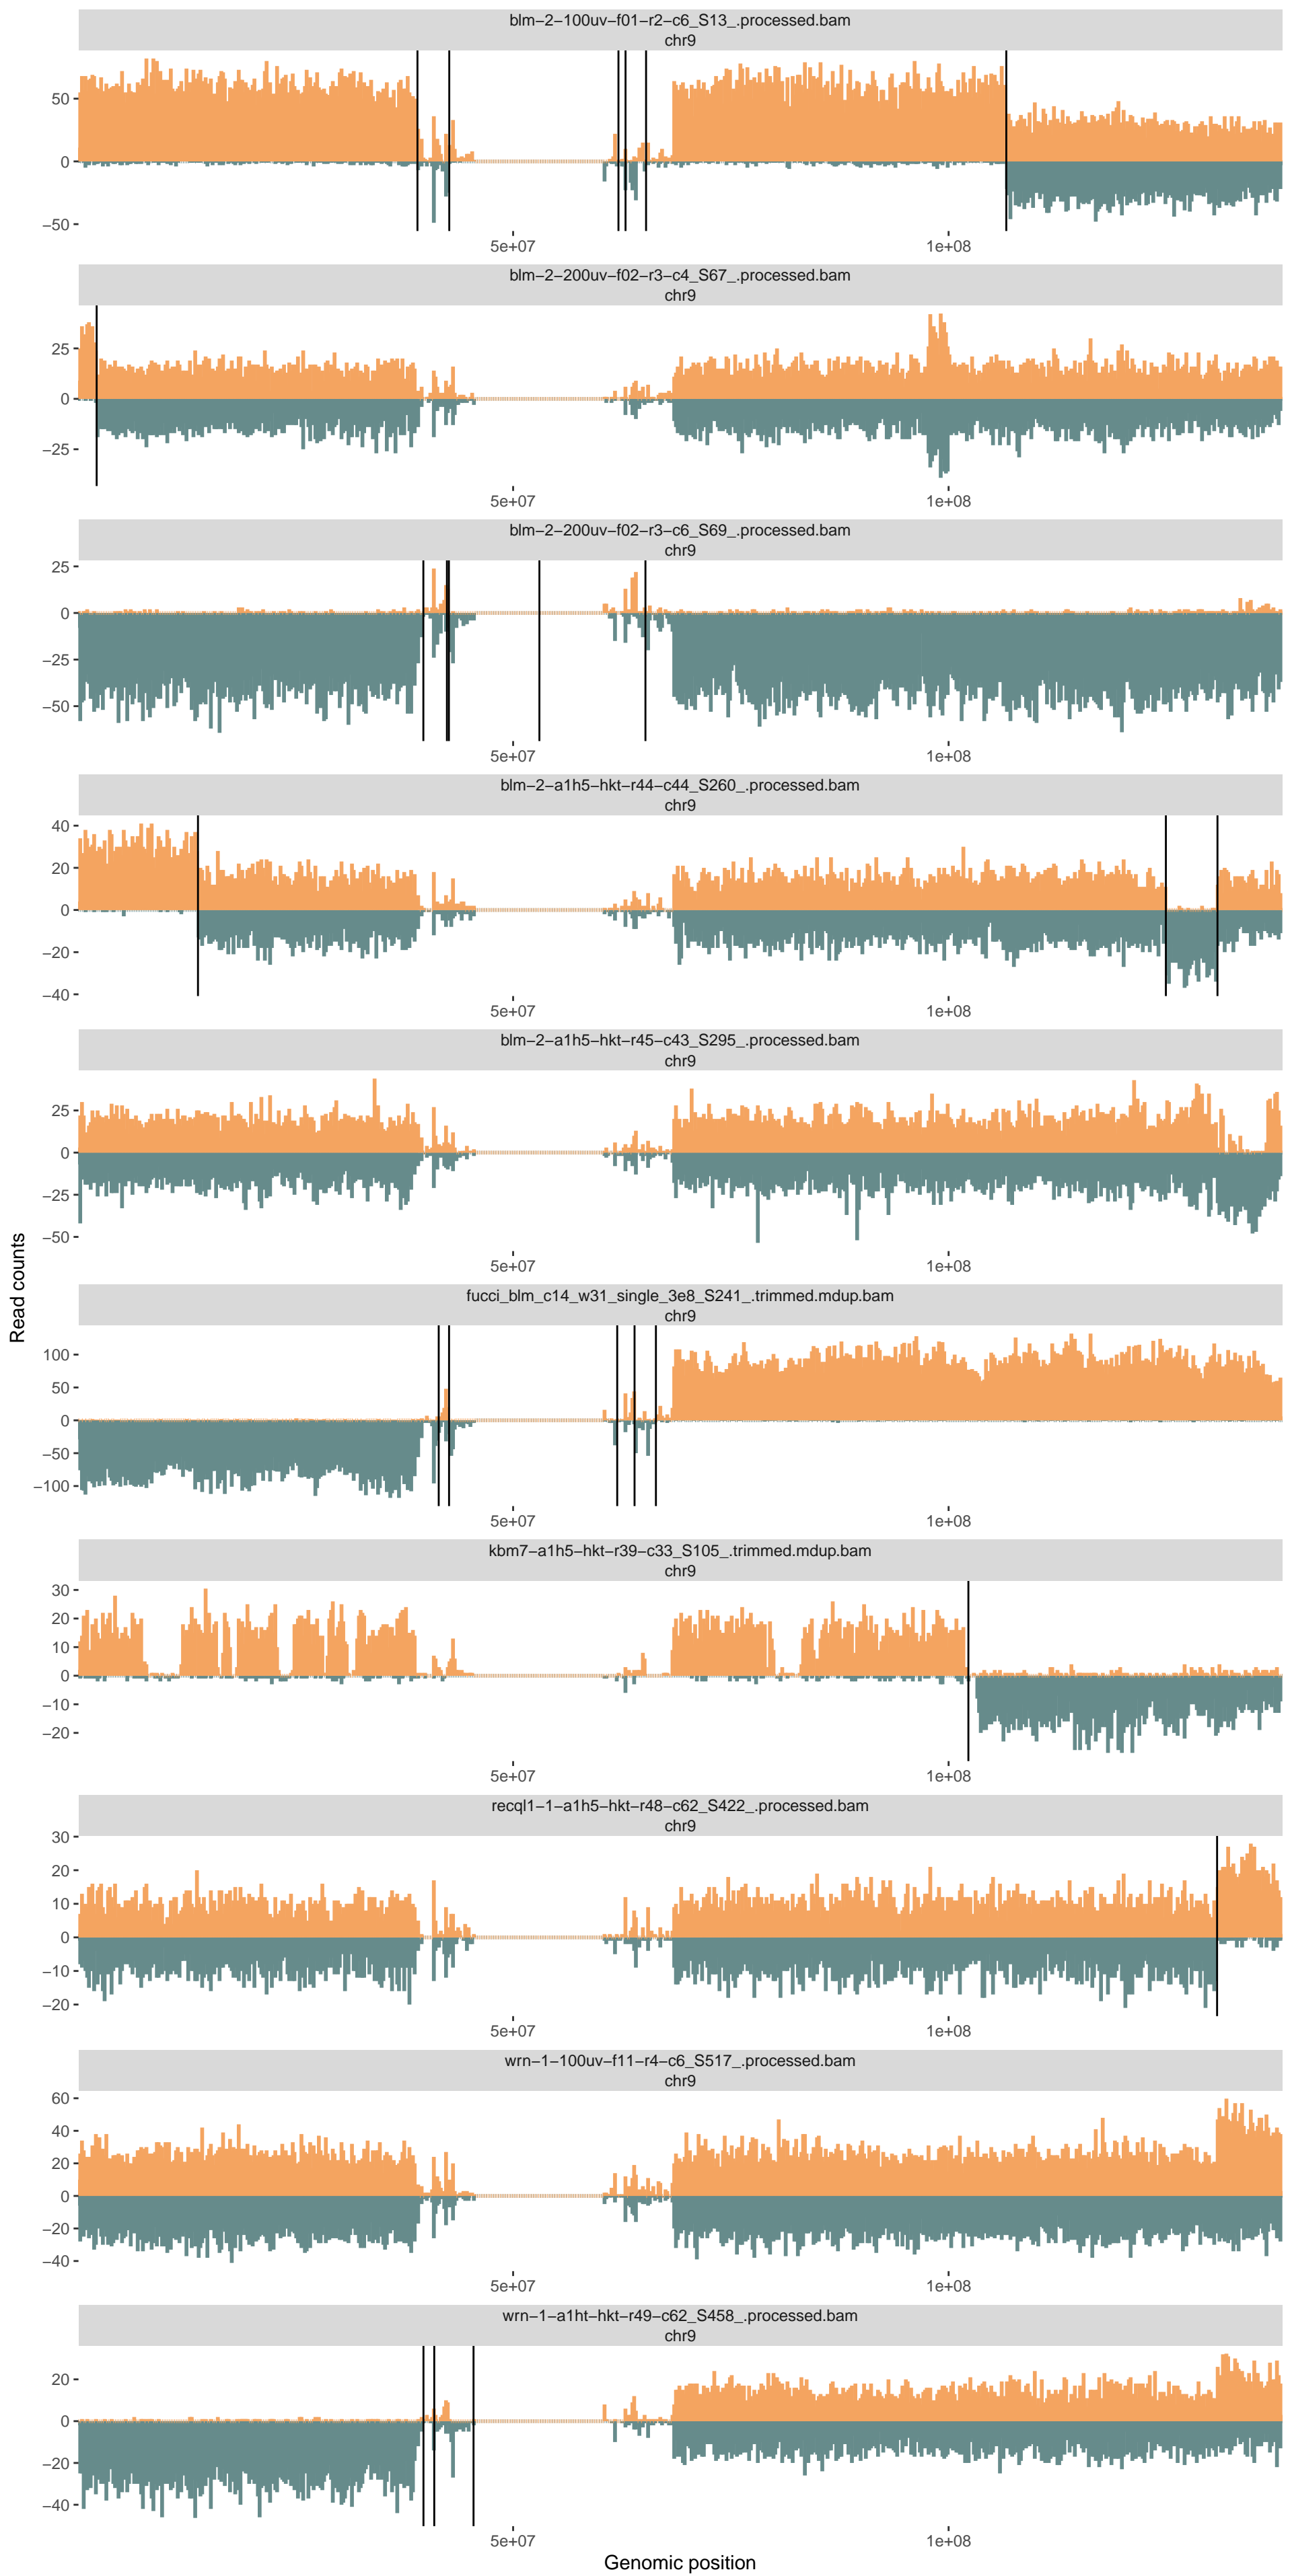 blm−2−100uv−f01−r2−c6_S13_.processed.bam
chr9
50
0
−50
5e+07 1e+08
blm−2−200uv−f02−r3−c4_S67_.processed.bam
chr9
25
0
−25
5e+07 1e+08
blm−2−200uv−f02−r3−c6_S69_.processed.bam
chr9
25
0
−25
−50
5e+07 1e+08
blm−2−a1h5−hkt−r44−c44_S260_.processed.bam
chr9
40
20
0
−20
−40
5e+07 1e+08
blm−2−a1h5−hkt−r45−c43_S295_.processed.bam
chr9
25
0
−25
−50
5e+07 1e+08
Read counts
fucci_blm_c14_w31_single_3e8_S241_.trimmed.mdup.bam
chr9
100
50
0
−50
−100
5e+07 1e+08
kbm7−a1h5−hkt−r39−c33_S105_.trimmed.mdup.bam
chr9
30
20
10
0
−10
−20
5e+07 1e+08
recql1−1−a1h5−hkt−r48−c62_S422_.processed.bam
chr9
30
20
10
0
−10
−20
5e+07 1e+08
wrn−1−100uv−f11−r4−c6_S517_.processed.bam
chr9
60
40
20
0
−20
−40
5e+07 1e+08
wrn−1−a1ht−hkt−r49−c62_S458_.processed.bam
chr9
20
0
−20
−40
5e+07 1e+08
Genomic position